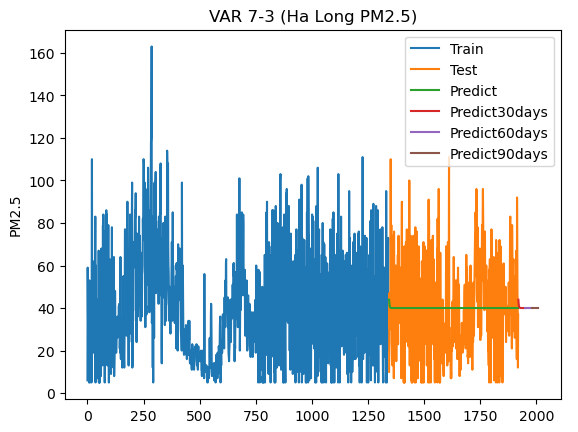 VAR 7-3 (Ha Long PM2.5)
PM2.5
160
140
120
100
80
60
40
20
0
0 250 500 750 1000 1250 1500 1750 2000
Train
Test
Predict
Predict30days
Predict60days
Predict90days